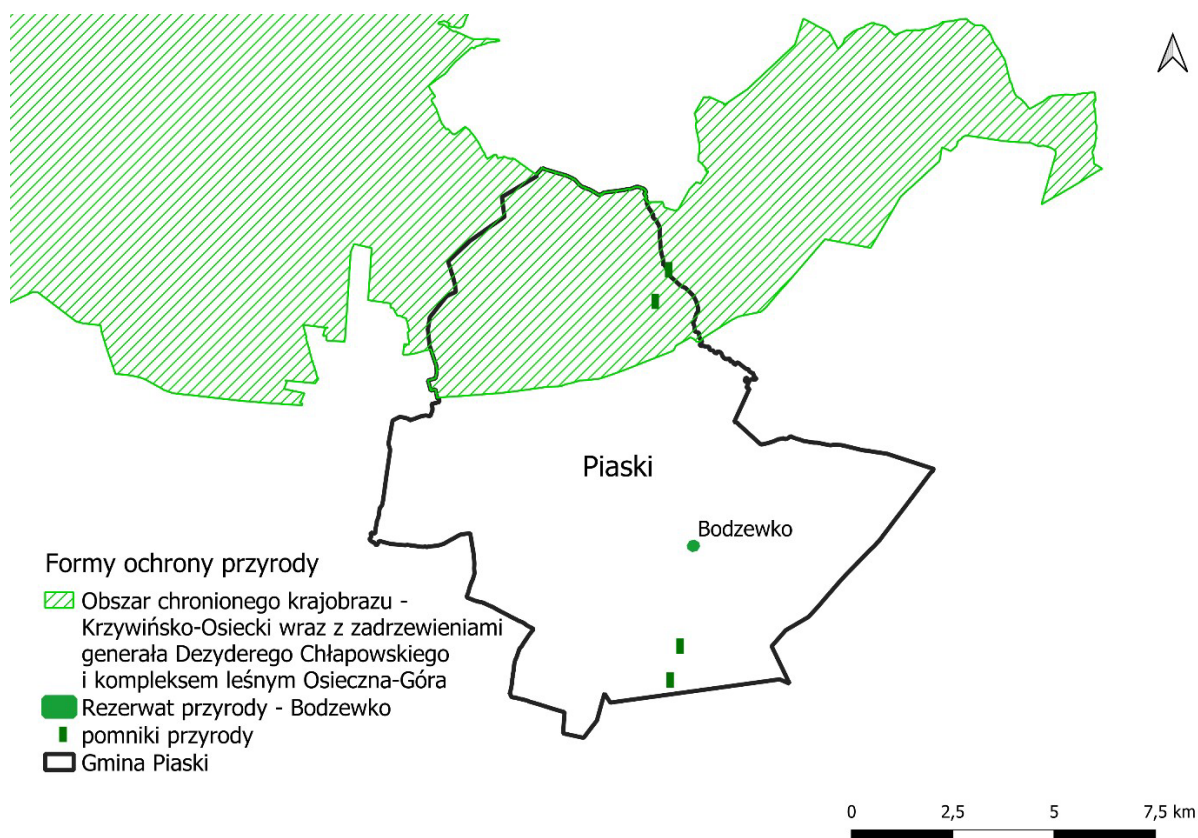 Piaski
Bodzewko
Formy ochrony przyrody
Obszar chronionego krajobrazu -
Krzywińsko-Osiecki wraz z zadrzewieniami
generała Dezyderego Chłapowskiego
i kompleksem leśnym Osieczna-Góra
Rezerwat przyrody - Bodzewko
pomniki przyrody
Gmina Piaski
0 2,5 5 7,5 km